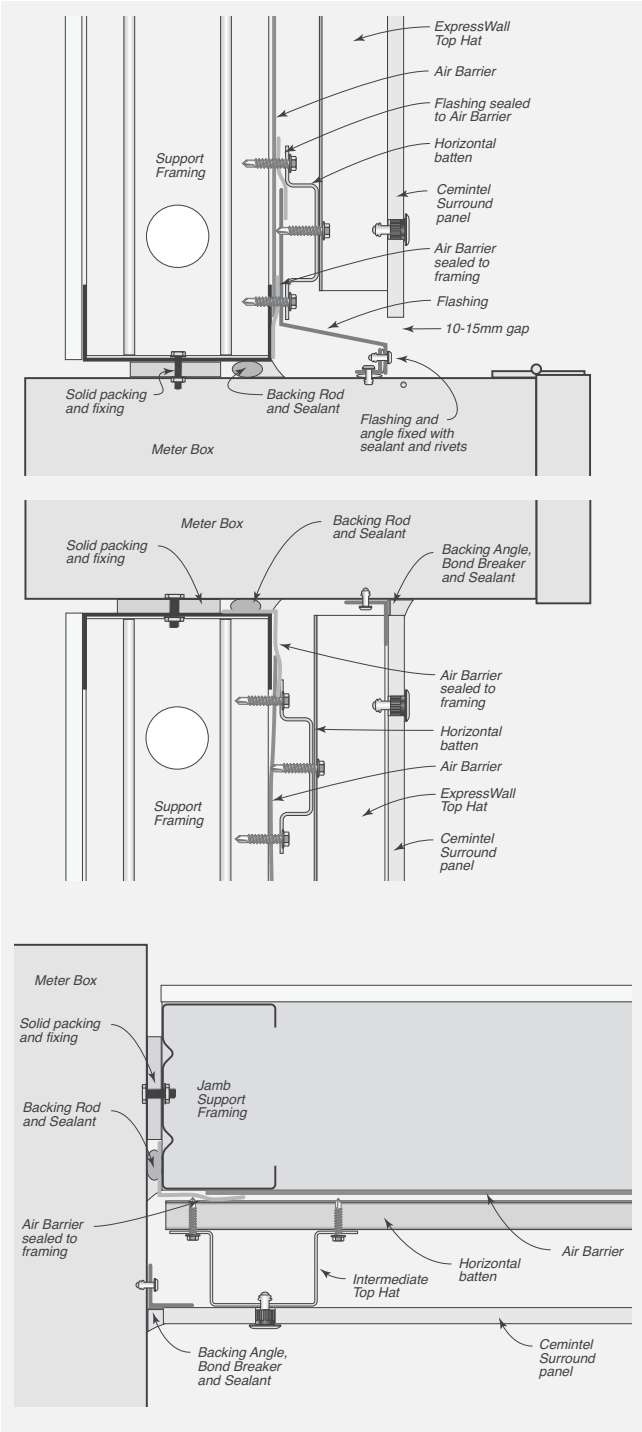 ExpressWall
Top Hat
Air Barrier
Flashing sealed
to Air Barrier
Horizontal
batten
Support
Framing
Cemintel
Surround
panel
Air Barrier
sealed to
framing
Flashing
10-15mm gap
Solid packing
and fixing
Backing Rod
and Sealant
Flashing and
angle fixed with
sealant and rivets
Meter Box
Meter Box
Backing Rod
and Sealant
Solid packing
and fixing
Backing Angle,
Bond Breaker
and Sealant
Air Barrier
sealed to
framing
Horizontal
batten
Air Barrier
ExpressWall
Top Hat
Support
Framing
Cemintel
Surround
panel
Meter Box
Solid packing
and fixing
Jamb
Support
Framing
Backing Rod
and Sealant
Air Barrier
sealed to
framing
Air Barrier
Horizontal
batten
Intermediate
Top Hat
Backing Angle,
Bond Breaker
and Sealant
Cemintel
Surround
panel